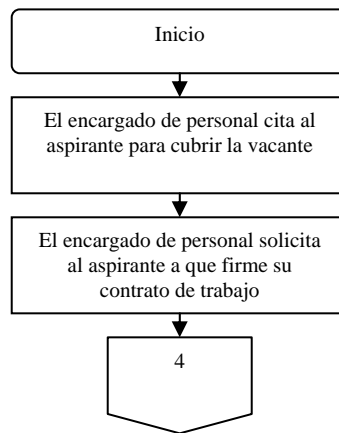 Inicio
El encargado de personal cita al
aspirante para cubrir la vacante
El encargado de personal solicita
al aspirante a que firme su
contrato de trabajo
4